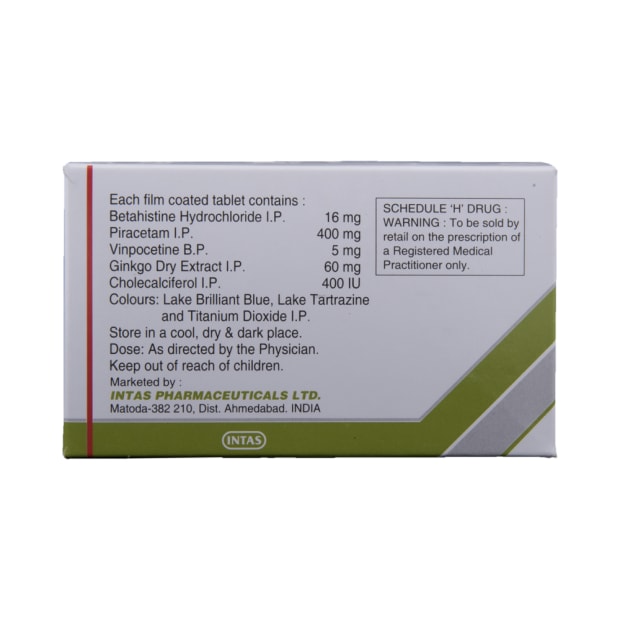 Each film coated tablet contains :
Betahistine Hydrochloride I.P. 16 mg
Piracetam I.P. 400 mg
Vinpocetine B.P. 5 mg
Ginkgo Dry Extract I.P. 60 mg
Cholecalciferol I.P. 400 IU
Colours: Lake Brilliant Blue, Lake Tartrazine
and Titanium Dioxide I.P.
Store in a cool, dry & dark place.
Dose: As directed by the Physician.
Keep out of reach of children.
Marketed by :
INTAS PHARMACEUTICALS LTD.
Matoda-382 210, Dist. Ahmedabad. INDIA
INTAS
SCHEDULE 'H' DRUG :
WARNING : To be sold by
retail on the prescription of
a Registered Medical
Practitioner only.